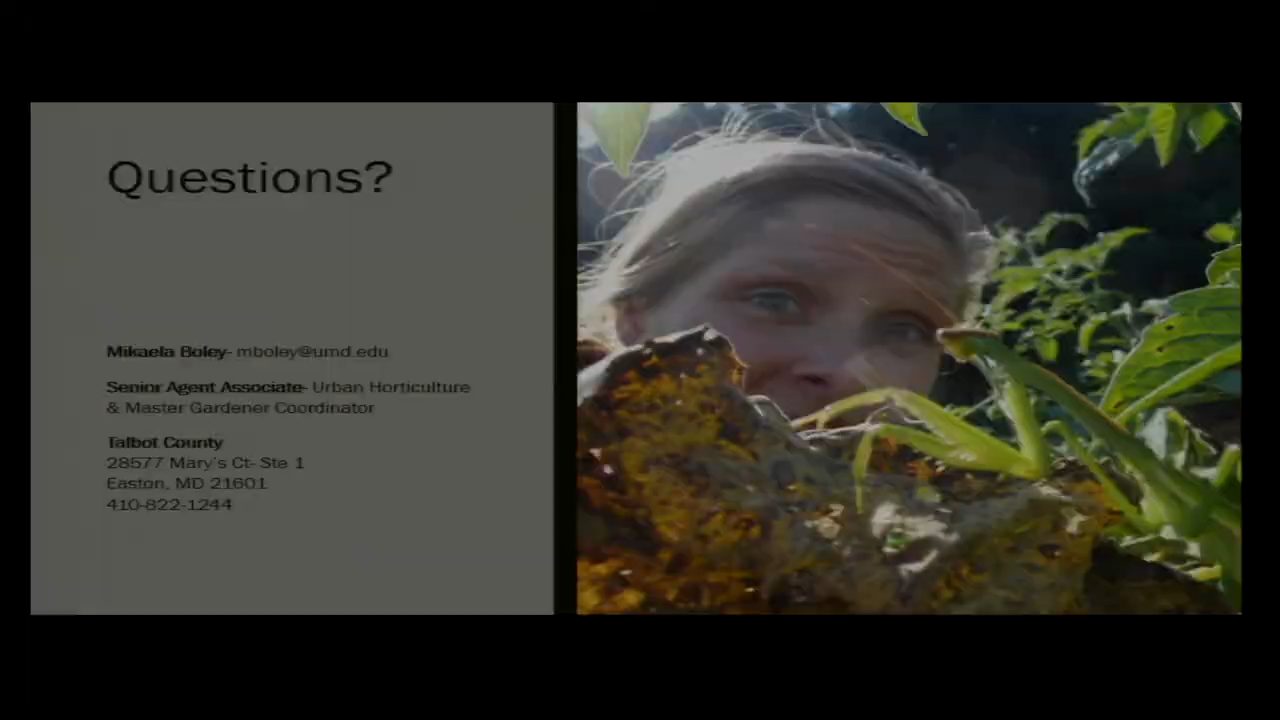 Questions?
Mikaela Boley- mboley@umd.edu
Senior Agent Associate- Urban Horticulture
& Master Gardener Coordinator
Talbot County
28577 Mary's Ct- Ste 1
Easton, MD 21601
410-822-1244